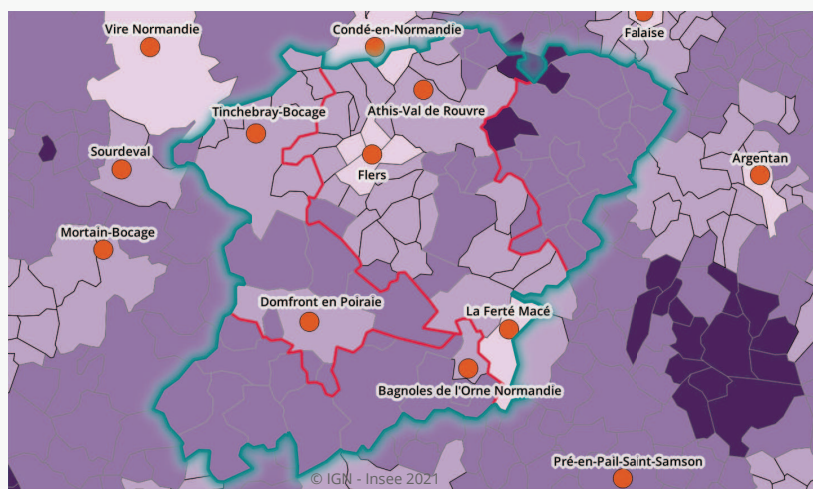 Vire Normandie
Condé-en-Normandie
Falaise
Tinchebray-Bocage
Athis-Val de Rouvre
Sourdeval
Flers
Argentan
Mortain-Bocage
Domfront en Poiraie
La Ferté Macé
Bagnoles de l'Orne Normandie
Pré-en-Pail-Saint-Samson
© IGN - Insee 2021